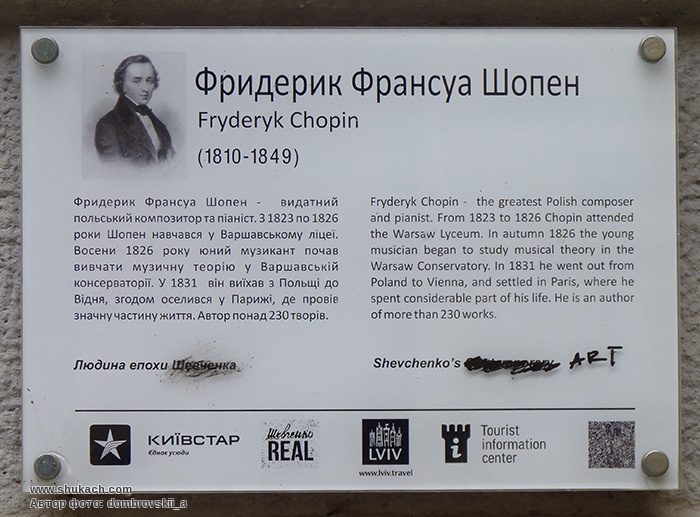 Фридерик Франсуа Шопен
Fryderyk Chopin
(1810-1849)
Фридерик Франсуа Шопен - видатний
польський композитор та піаніст. З 1823 по 1826
роки Шопен навчався у Варшавському ліцеї.
Восени 1826 року юний музикант почав
вивчати музичну теорію у Варшавській
консерваторії. У 1831 він виїхав з Польщі до
Відня, згодом оселився у Парижі, де провів
значну частину життя. Автор понад 230 творів.
Людина епохи Шевченка
Fryderyk Chopin - the greatest Polish composer
and pianist. From 1823 to 1826 Chopin attended
the Warsaw Lyceum. In autumn 1826 the young
musician began to study musical theory in the
Warsaw Conservatory. In 1831 he went out from
Poland to Vienna, and settled in Paris, where he
spent considerable part of his life. He is an author
of more than 230 works.
Shevchenko's ART
КИЇВСТАР
Єднає усюди
Шевченко
REAL
LVIV
www.lviv.travel
Tourist
information
center
www.shukach.com
Автор фото: dombrovskii_a